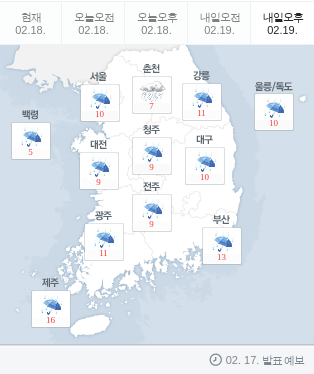 현재 오늘오전 오늘오후 내일오전 내일오후
02.18. 02.18. 02.18. 02.19. 02.19.
춘천
7
서울
10
강릉
11
울릉/독도
10
백령
5
청주
9
대구
10
대전
9
전주
9
광주
11
부산
13
제주
16
02. 17. 발표 예보